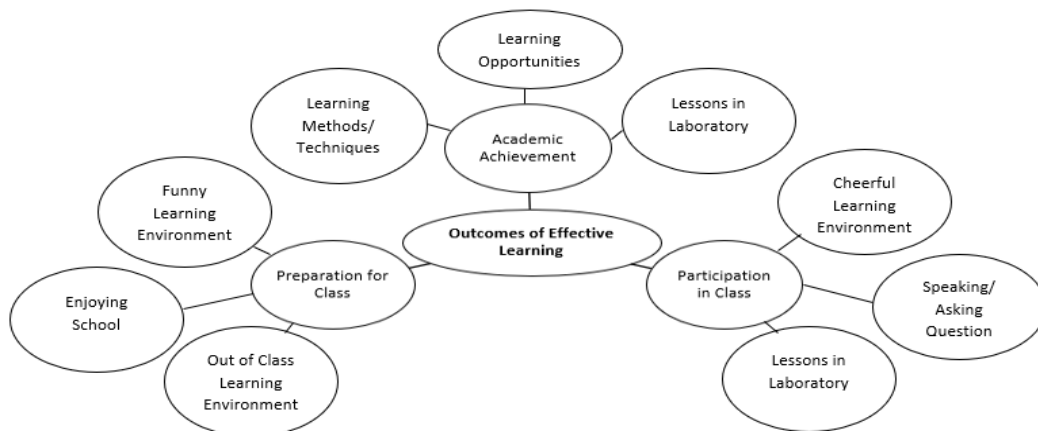 Learning
Opportunities
Learning
Methods/
Techniques
Lessons in
Laboratory
Academic
Achievement
Funny
Learning
Environment
Cheerful
Learning
Environment
Outcomes of Effective
Learning
Preparation for
Class
Participation
in Class
Enjoying
School
Speaking/
Asking
Question
Out of Class
Learning
Environment
Lessons in
Laboratory